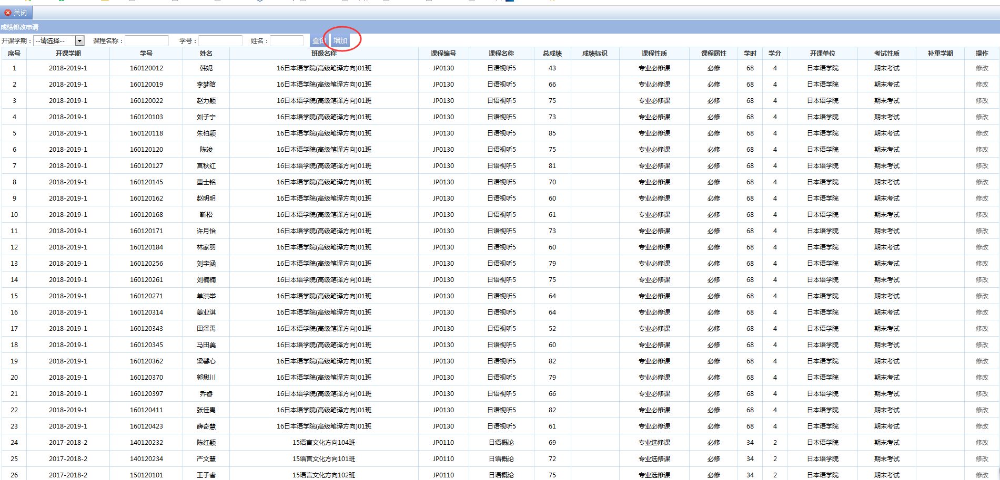 关闭
成绩修改申请
开课学期： --请选择-- 课程名称： 学号： 姓名： 查询 增加
序号 开课学期 学号 姓名 班级名称 课程编号 课程名称 总成绩 成绩标识 课程性质 课程属性 学时 学分 开课单位 考试性质 补重学期 操作
1 2018-2019-1 160120012 韩妮 16日本语学院(高级笔译方向)01班 JP0130 日语视听5 43 专业必修课 必修 68 4 日本语学院 期末考试 修改
2 2018-2019-1 160120019 李梦晗 16日本语学院(高级笔译方向)01班 JP0130 日语视听5 66 专业必修课 必修 68 4 日本语学院 期末考试 修改
3 2018-2019-1 160120022 赵力颖 16日本语学院(高级笔译方向)01班 JP0130 日语视听5 75 专业必修课 必修 68 4 日本语学院 期末考试 修改
4 2018-2019-1 160120103 刘子宁 16日本语学院(高级笔译方向)01班 JP0130 日语视听5 73 专业必修课 必修 68 4 日本语学院 期末考试 修改
5 2018-2019-1 160120118 朱柏颖 16日本语学院(高级笔译方向)01班 JP0130 日语视听5 85 专业必修课 必修 68 4 日本语学院 期末考试 修改
6 2018-2019-1 160120120 陈竣 16日本语学院(高级笔译方向)01班 JP0130 日语视听5 75 专业必修课 必修 68 4 日本语学院 期末考试 修改
7 2018-2019-1 160120127 宫秋红 16日本语学院(高级笔译方向)01班 JP0130 日语视听5 81 专业必修课 必修 68 4 日本语学院 期末考试 修改
8 2018-2019-1 160120145 董士铭 16日本语学院(高级笔译方向)01班 JP0130 日语视听5 70 专业必修课 必修 68 4 日本语学院 期末考试 修改
9 2018-2019-1 160120162 赵明明 16日本语学院(高级笔译方向)01班 JP0130 日语视听5 60 专业必修课 必修 68 4 日本语学院 期末考试 修改
10 2018-2019-1 160120168 靳松 16日本语学院(高级笔译方向)01班 JP0130 日语视听5 61 专业必修课 必修 68 4 日本语学院 期末考试 修改
11 2018-2019-1 160120171 许月怡 16日本语学院(高级笔译方向)01班 JP0130 日语视听5 73 专业必修课 必修 68 4 日本语学院 期末考试 修改
12 2018-2019-1 160120184 林家羽 16日本语学院(高级笔译方向)01班 JP0130 日语视听5 60 专业必修课 必修 68 4 日本语学院 期末考试 修改
13 2018-2019-1 160120256 刘宇涵 16日本语学院(高级笔译方向)01班 JP0130 日语视听5 79 专业必修课 必修 68 4 日本语学院 期末考试 修改
14 2018-2019-1 160120261 刘楠楠 16日本语学院(高级笔译方向)01班 JP0130 日语视听5 75 专业必修课 必修 68 4 日本语学院 期末考试 修改
15 2018-2019-1 160120271 单洪举 16日本语学院(高级笔译方向)01班 JP0130 日语视听5 64 专业必修课 必修 68 4 日本语学院 期末考试 修改
16 2018-2019-1 160120314 姜业淇 16日本语学院(高级笔译方向)01班 JP0130 日语视听5 64 专业必修课 必修 68 4 日本语学院 期末考试 修改
17 2018-2019-1 160120343 田泽禹 16日本语学院(高级笔译方向)01班 JP0130 日语视听5 52 专业必修课 必修 68 4 日本语学院 期末考试 修改
18 2018-2019-1 160120345 马田美 16日本语学院(高级笔译方向)01班 JP0130 日语视听5 60 专业必修课 必修 68 4 日本语学院 期末考试 修改
19 2018-2019-1 160120362 梁馨心 16日本语学院(高级笔译方向)01班 JP0130 日语视听5 82 专业必修课 必修 68 4 日本语学院 期末考试 修改
20 2018-2019-1 160120370 郭懋川 16日本语学院(高级笔译方向)01班 JP0130 日语视听5 79 专业必修课 必修 68 4 日本语学院 期末考试 修改
21 2018-2019-1 160120397 乔睿 16日本语学院(高级笔译方向)01班 JP0130 日语视听5 66 专业必修课 必修 68 4 日本语学院 期末考试 修改
22 2018-2019-1 160120411 张佳禹 16日本语学院(高级笔译方向)01班 JP0130 日语视听5 82 专业必修课 必修 68 4 日本语学院 期末考试 修改
23 2018-2019-1 160120423 薛奇慧 16日本语学院(高级笔译方向)01班 JP0130 日语视听5 61 专业必修课 必修 68 4 日本语学院 期末考试 修改
24 2017-2018-2 140120232 陈红颖 15语言文化方向104班 JP0110 日语概论 69 专业选修课 必修 34 2 日本语学院 期末考试 修改
25 2017-2018-2 140120234 严文慧 15语言文化方向101班 JP0110 日语概论 72 专业选修课 必修 34 2 日本语学院 期末考试 修改
26 2017-2018-2 150120101 王子睿 15语言文化方向102班 JP0110 日语概论 75 专业选修课 必修 34 2 日本语学院 期末考试 修改